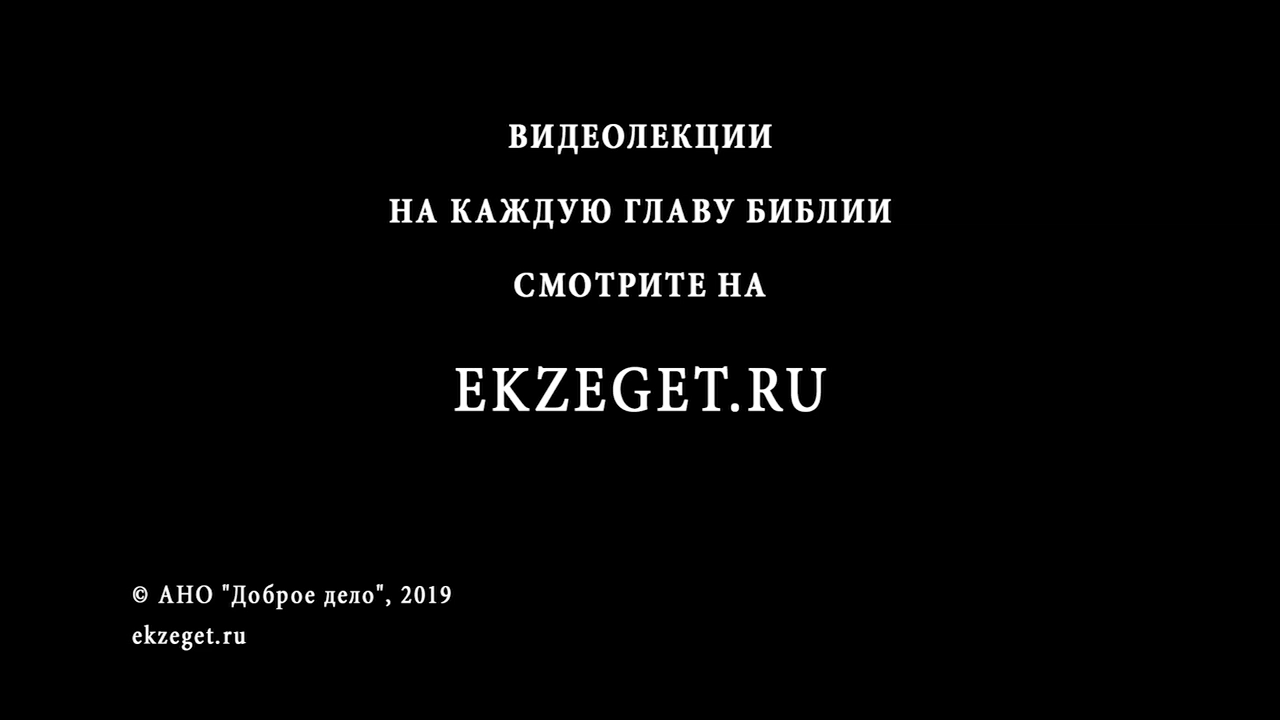 ВИДЕОЛЕКЦИИ
НА КАЖДУЮ ГЛАВУ БИБЛИИ
СМОТРИТЕ НА
EKZEGET.RU
© АНО "Доброе дело", 2019
ekzeget.ru